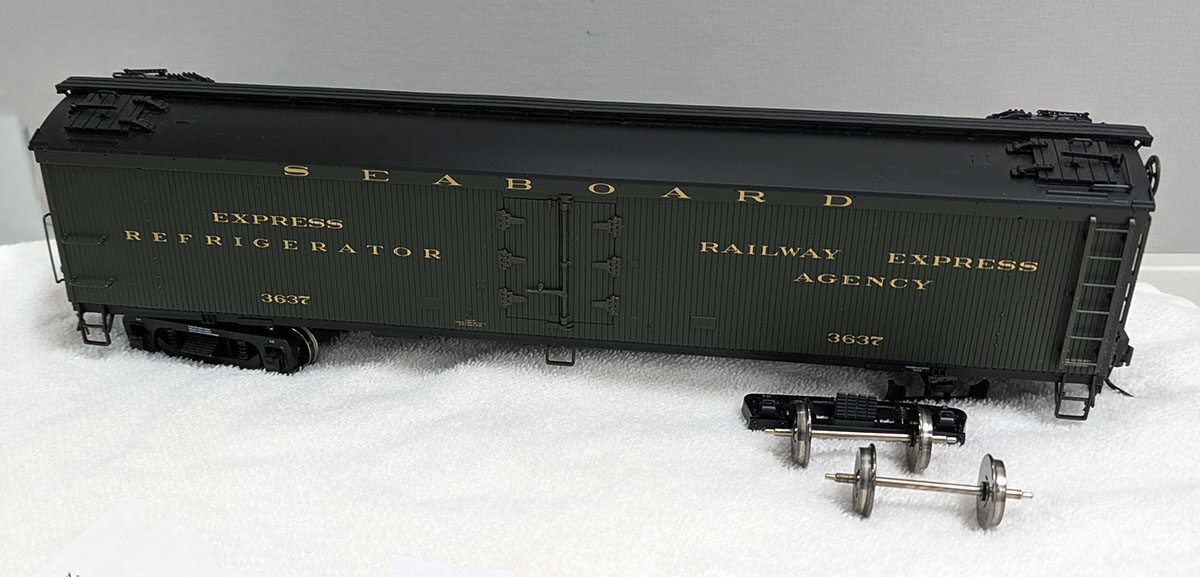 SEABOARD
EXPRESS
REFRIGERATOR
3637
RAILWAY EXPRESS
AGENCY
3637